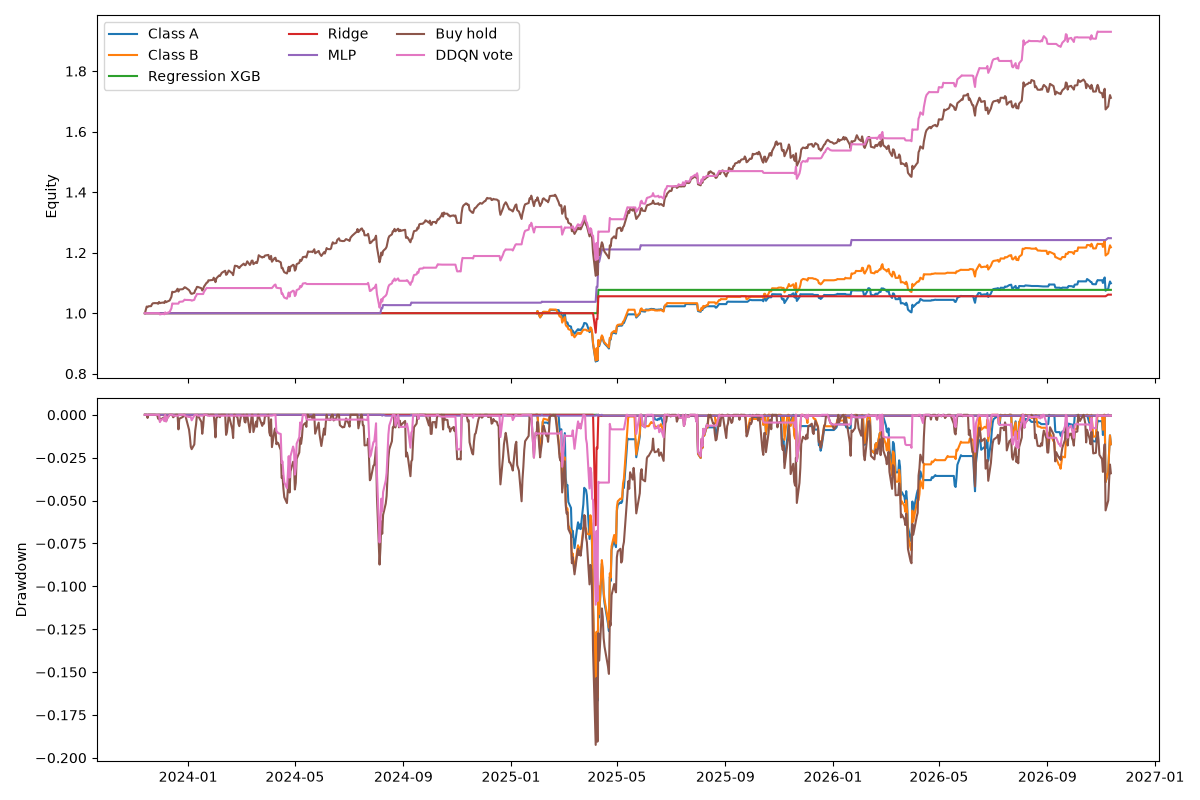 Class A
Class B
Regression XGB
Ridge
MLP
Buy hold
DDQN vote
Equity
1.8
1.6
1.4
1.2
1.0
0.8
Drawdown
0.000
−0.025
−0.050
−0.075
−0.100
−0.125
−0.150
−0.175
−0.200
2024-01 2024-05 2024-09 2025-01 2025-05 2025-09 2026-01 2026-05 2026-09 2027-01